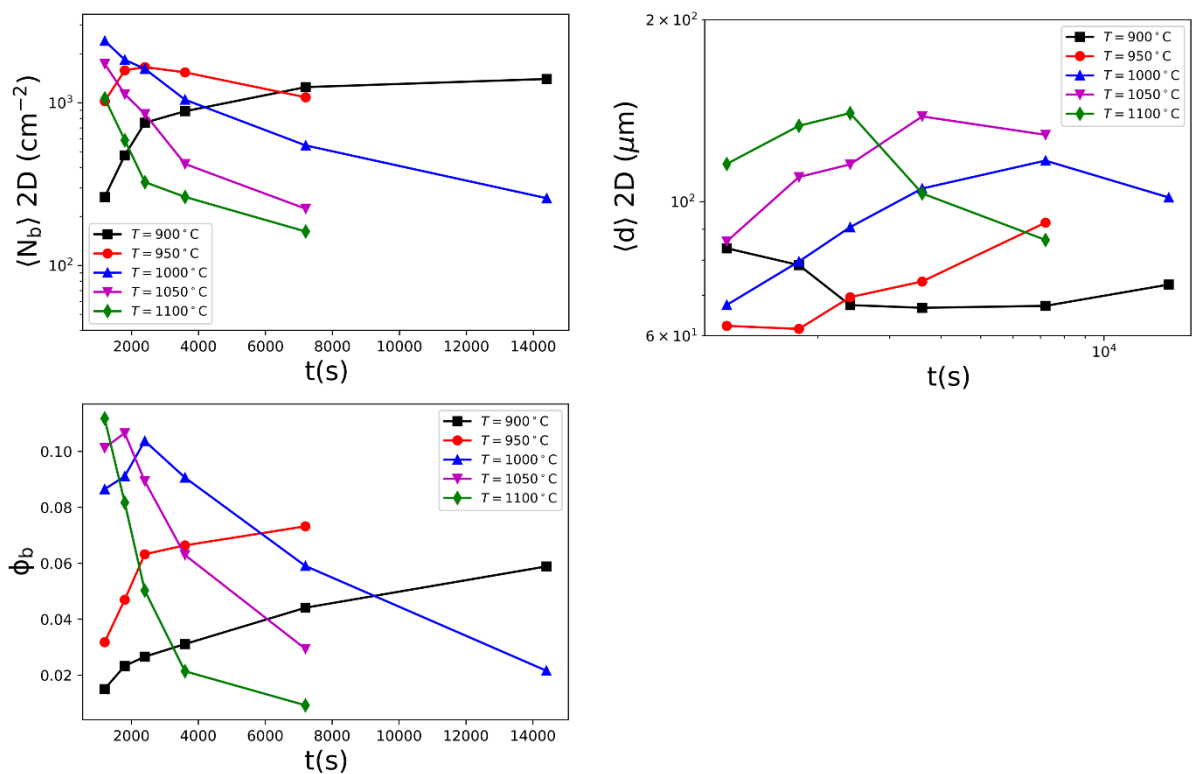 ⟨N_b⟩ 2D (cm⁻²)
10³
10²
T = 900°C
T = 950°C
T = 1000°C
T = 1050°C
T = 1100°C
2000 4000 6000 8000 10000 12000 14000
t(s)
⟨d⟩ 2D (μm)
2 × 10²
10²
6 × 10¹
T = 900°C
T = 950°C
T = 1000°C
T = 1050°C
T = 1100°C
10⁴
t(s)
ϕ_b
0.10
0.08
0.06
0.04
0.02
T = 900°C
T = 950°C
T = 1000°C
T = 1050°C
T = 1100°C
2000 4000 6000 8000 10000 12000 14000
t(s)